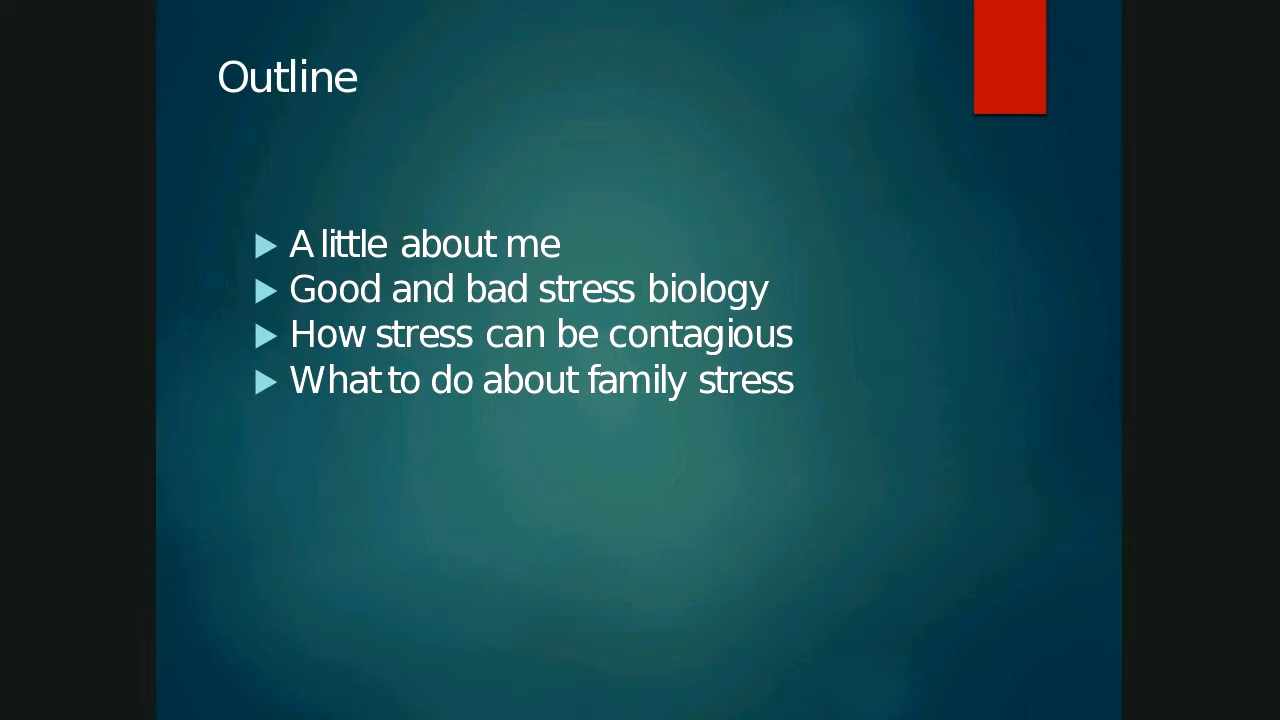 Outline
A little about me
Good and bad stress biology
How stress can be contagious
What to do about family stress